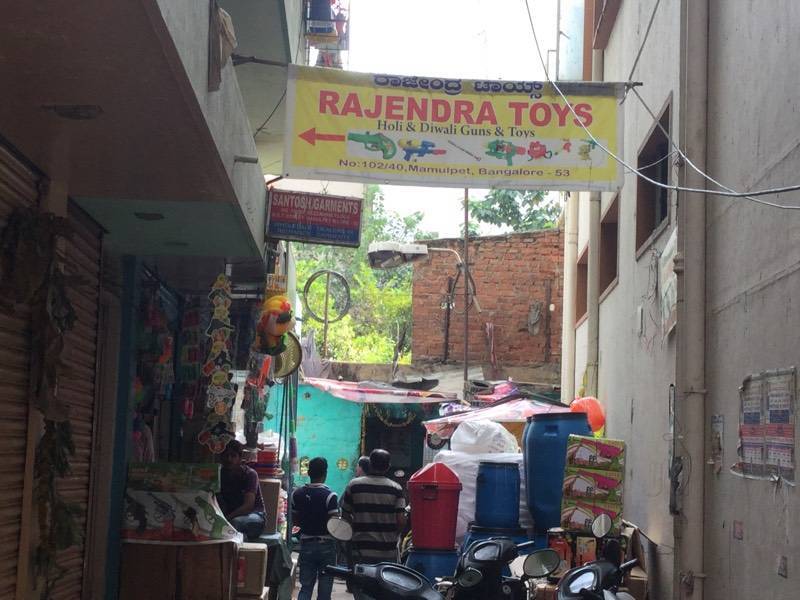 ರಾಜೇಂದ್ರ ಟಾಯ್ಸ್
RAJENDRA TOYS
Holi & Diwali Guns & Toys
No:102/40, Mamulpet, Bangalore - 53
SANTOSH GARMENTS